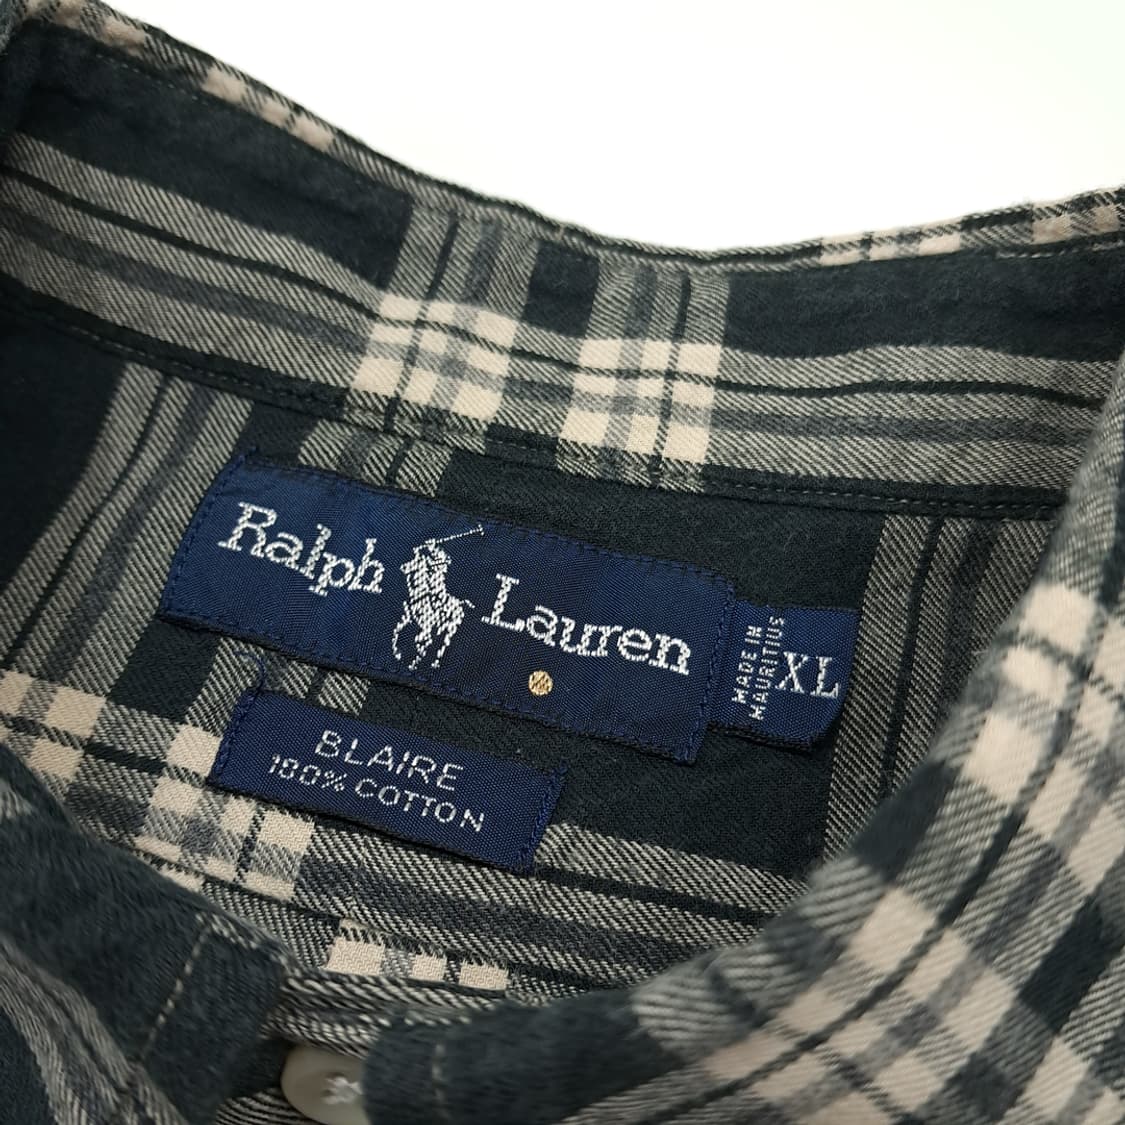 Ralph Lauren
MADE IN
MAURITIUS
XL
BLAIRE
100% COTTON